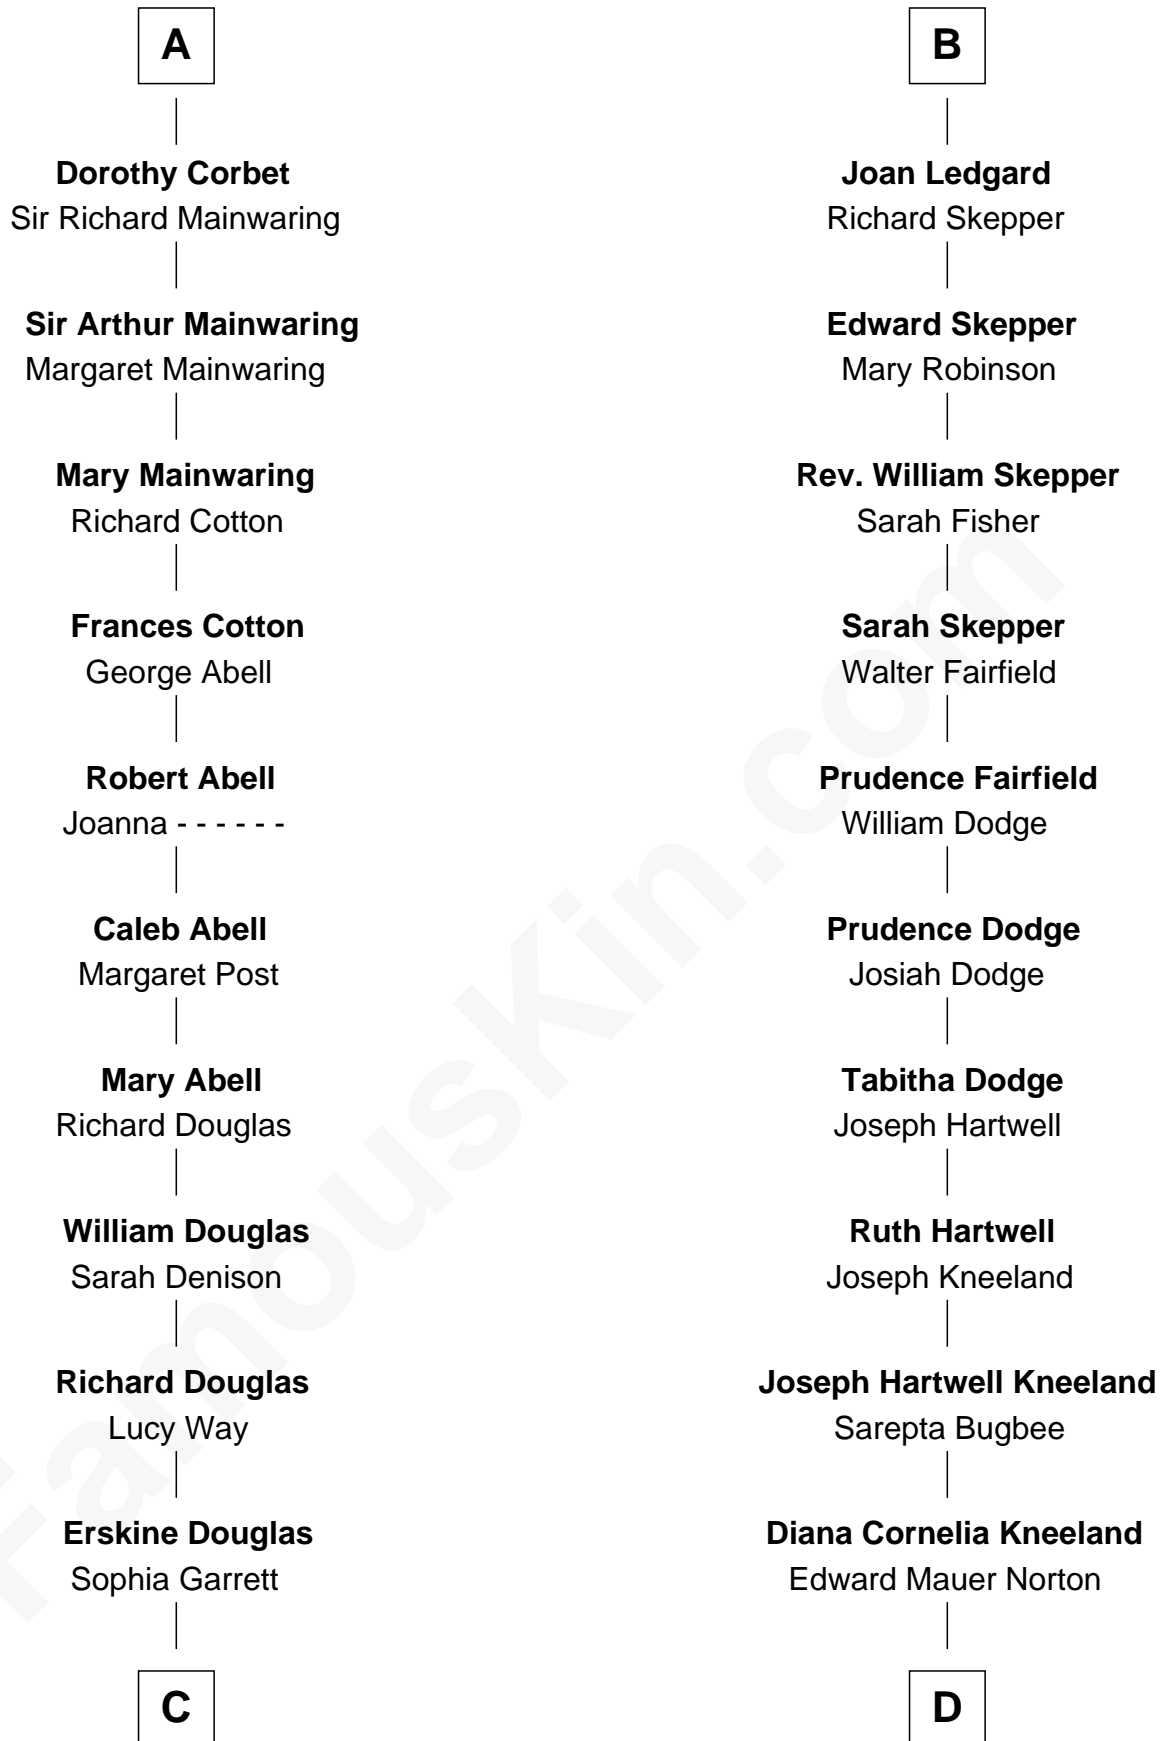 A
Dorothy Corbet
Sir Richard Mainwaring
Sir Arthur Mainwaring
Margaret Mainwaring
Mary Mainwaring
Richard Cotton
Frances Cotton
George Abell
Robert Abell
Joanna - - - - - -
Caleb Abell
Margaret Post
Mary Abell
Richard Douglas
William Douglas
Sarah Denison
Richard Douglas
Lucy Way
Erskine Douglas
Sophia Garrett
C
B
Joan Ledgard
Richard Skepper
Edward Skepper
Mary Robinson
Rev. William Skepper
Sarah Fisher
Sarah Skepper
Walter Fairfield
Prudence Fairfield
William Dodge
Prudence Dodge
Josiah Dodge
Tabitha Dodge
Joseph Hartwell
Ruth Hartwell
Joseph Kneeland
Joseph Hartwell Kneeland
Sarepta Bugbee
Diana Cornelia Kneeland
Edward Mauer Norton
D
FamousKin.com